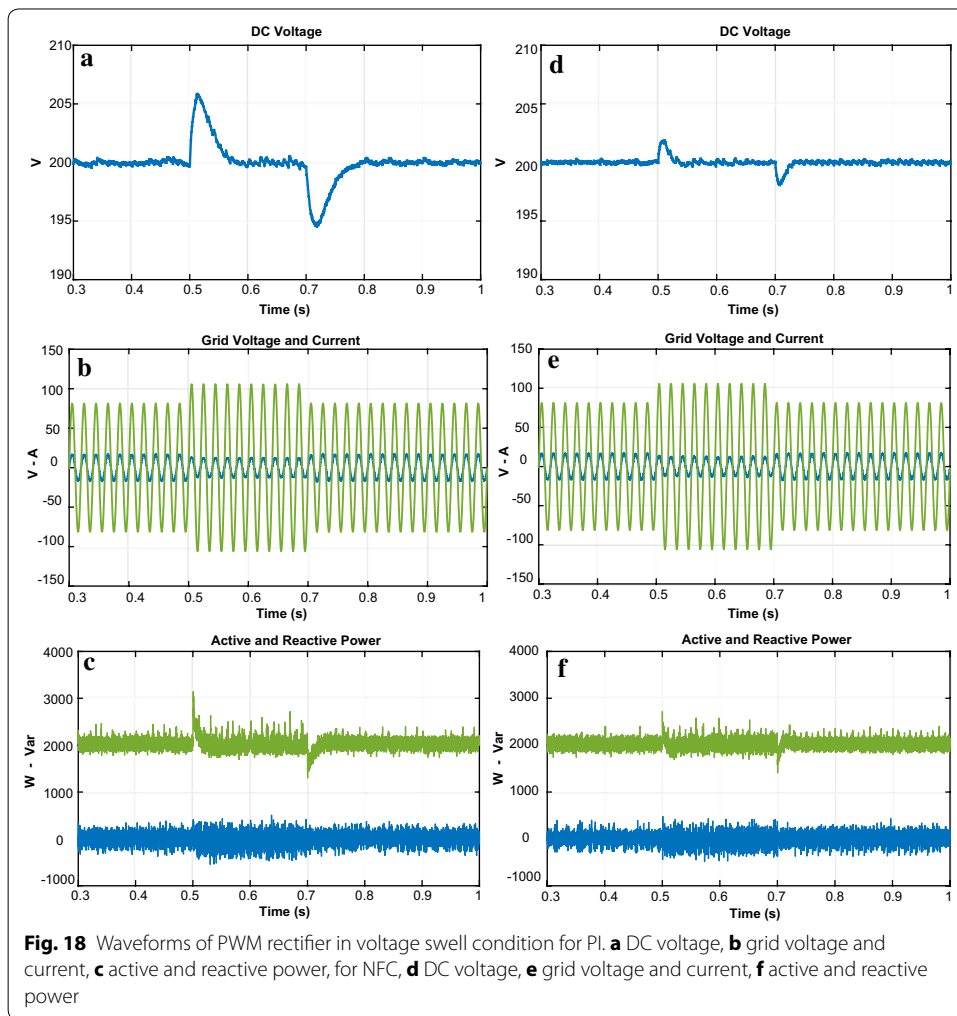 DC Voltage
a
210
205
200
195
190
V
0.3 0.4 0.5 0.6 0.7 0.8 0.9 1
Time (s)
DC Voltage
d
210
205
200
195
190
V
0.3 0.4 0.5 0.6 0.7 0.8 0.9 1
Time (s)
Grid Voltage and Current
b
150
100
50
0
-50
-100
-150
V - A
0.3 0.4 0.5 0.6 0.7 0.8 0.9 1
Time (s)
Grid Voltage and Current
e
150
100
50
0
-50
-100
-150
V - A
0.3 0.4 0.5 0.6 0.7 0.8 0.9 1
Time (s)
Active and Reactive Power
c
4000
3000
2000
1000
0
-1000
W - Var
0.3 0.4 0.5 0.6 0.7 0.8 0.9 1
Time (s)
Active and Reactive Power
f
4000
3000
2000
1000
0
-1000
W - Var
0.3 0.4 0.5 0.6 0.7 0.8 0.9 1
Time (s)
Fig. 18 Waveforms of PWM rectifier in voltage swell condition for PI. a DC voltage, b grid voltage and
current, c active and reactive power, for NFC, d DC voltage, e grid voltage and current, f active and reactive
power